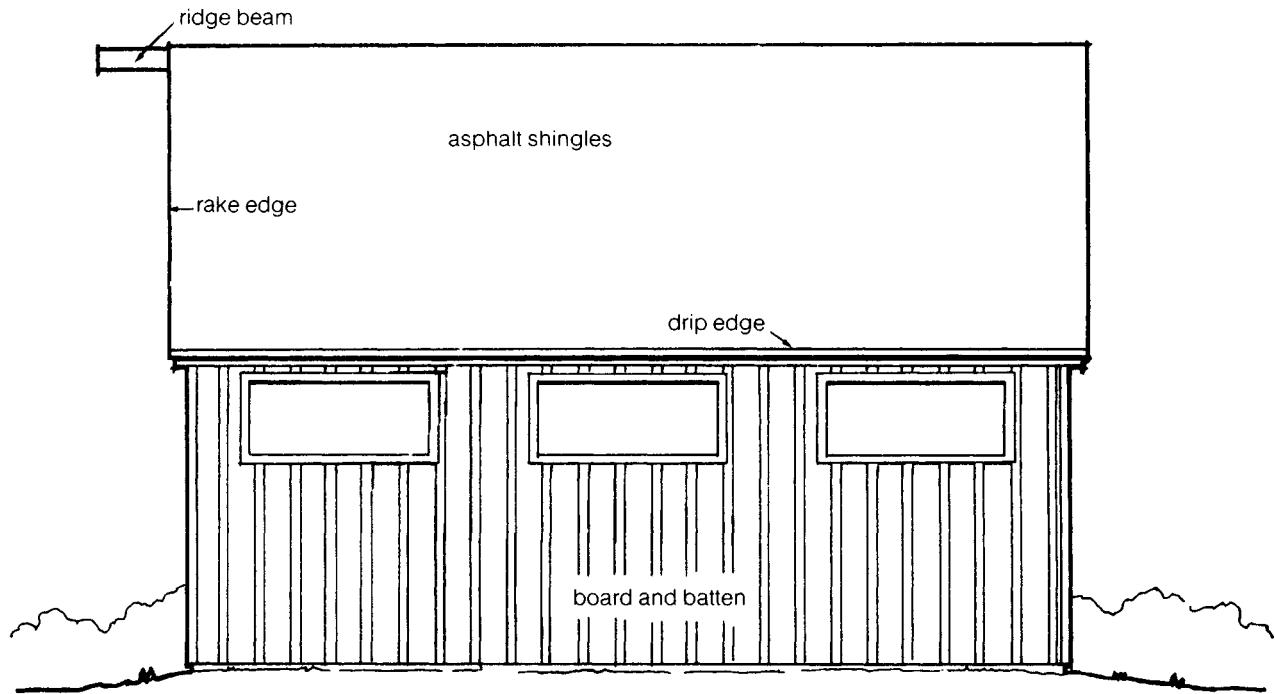 ridge beam
asphalt shingles
rake edge
drip edge
board and batten